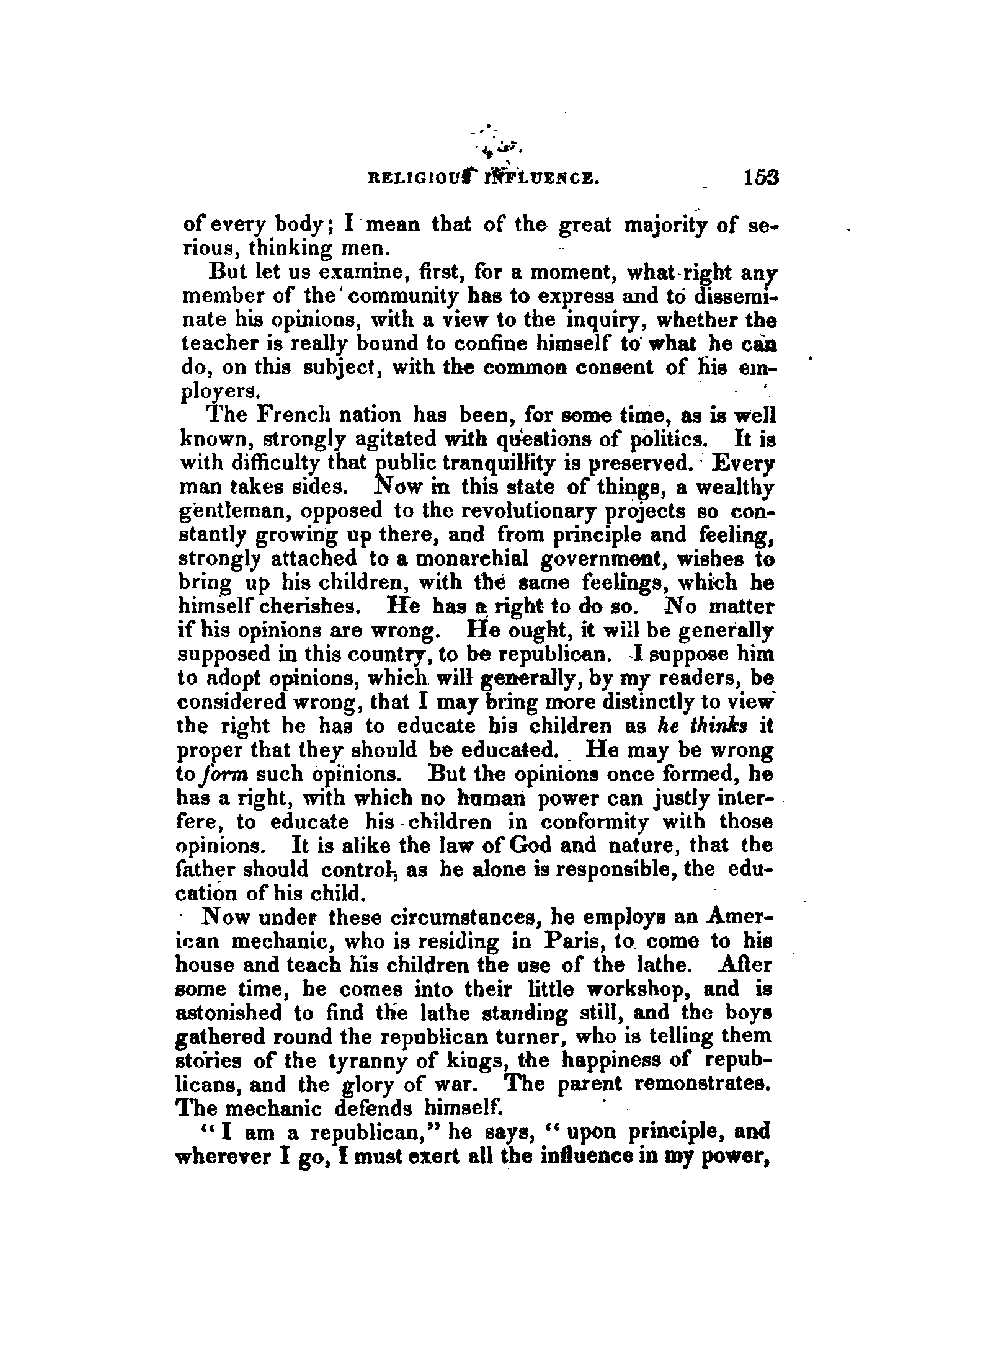 RELIGIOUS INFLUENCE. 153
of every body; I mean that of the great majority of se-
rious, thinking men.
But let us examine, first, for a moment, what right any
member of the community has to express and to dissemi-
nate his opinions, with a view to the inquiry, whether the
teacher is really bound to confine himself to what he can
do, on this subject, with the common consent of his em-
ployers.
The French nation has been, for some time, as is well
known, strongly agitated with questions of politics. It is
with difficulty that public tranquillity is preserved. Every
man takes sides. Now in this state of things, a wealthy
gentleman, opposed to the revolutionary projects so con-
stantly growing up there, and from principle and feeling,
strongly attached to a monarchial government, wishes to
bring up his children, with the same feelings, which he
himself cherishes. He has a right to do so. No matter
if his opinions are wrong. He ought, it will be generally
supposed in this country, to be republican. I suppose him
to adopt opinions, which will generally, by my readers, be
considered wrong, that I may bring more distinctly to view
the right he has to educate his children as he thinks it
proper that they should be educated. He may be wrong
to form such opinions. But the opinions once formed, he
has a right, with which no human power can justly inter-
fere, to educate his children in conformity with those
opinions. It is alike the law of God and nature, that the
father should control, as he alone is responsible, the edu-
cation of his child.
Now under these circumstances, he employs an Amer-
ican mechanic, who is residing in Paris, to come to his
house and teach his children the use of the lathe. After
some time, he comes into their little workshop, and is
astonished to find the lathe standing still, and the boys
gathered round the republican turner, who is telling them
stories of the tyranny of kings, the happiness of repub-
licans, and the glory of war. The parent remonstrates.
The mechanic defends himself.
"I am a republican," he says, "upon principle, and
wherever I go, I must exert all the influence in my power,